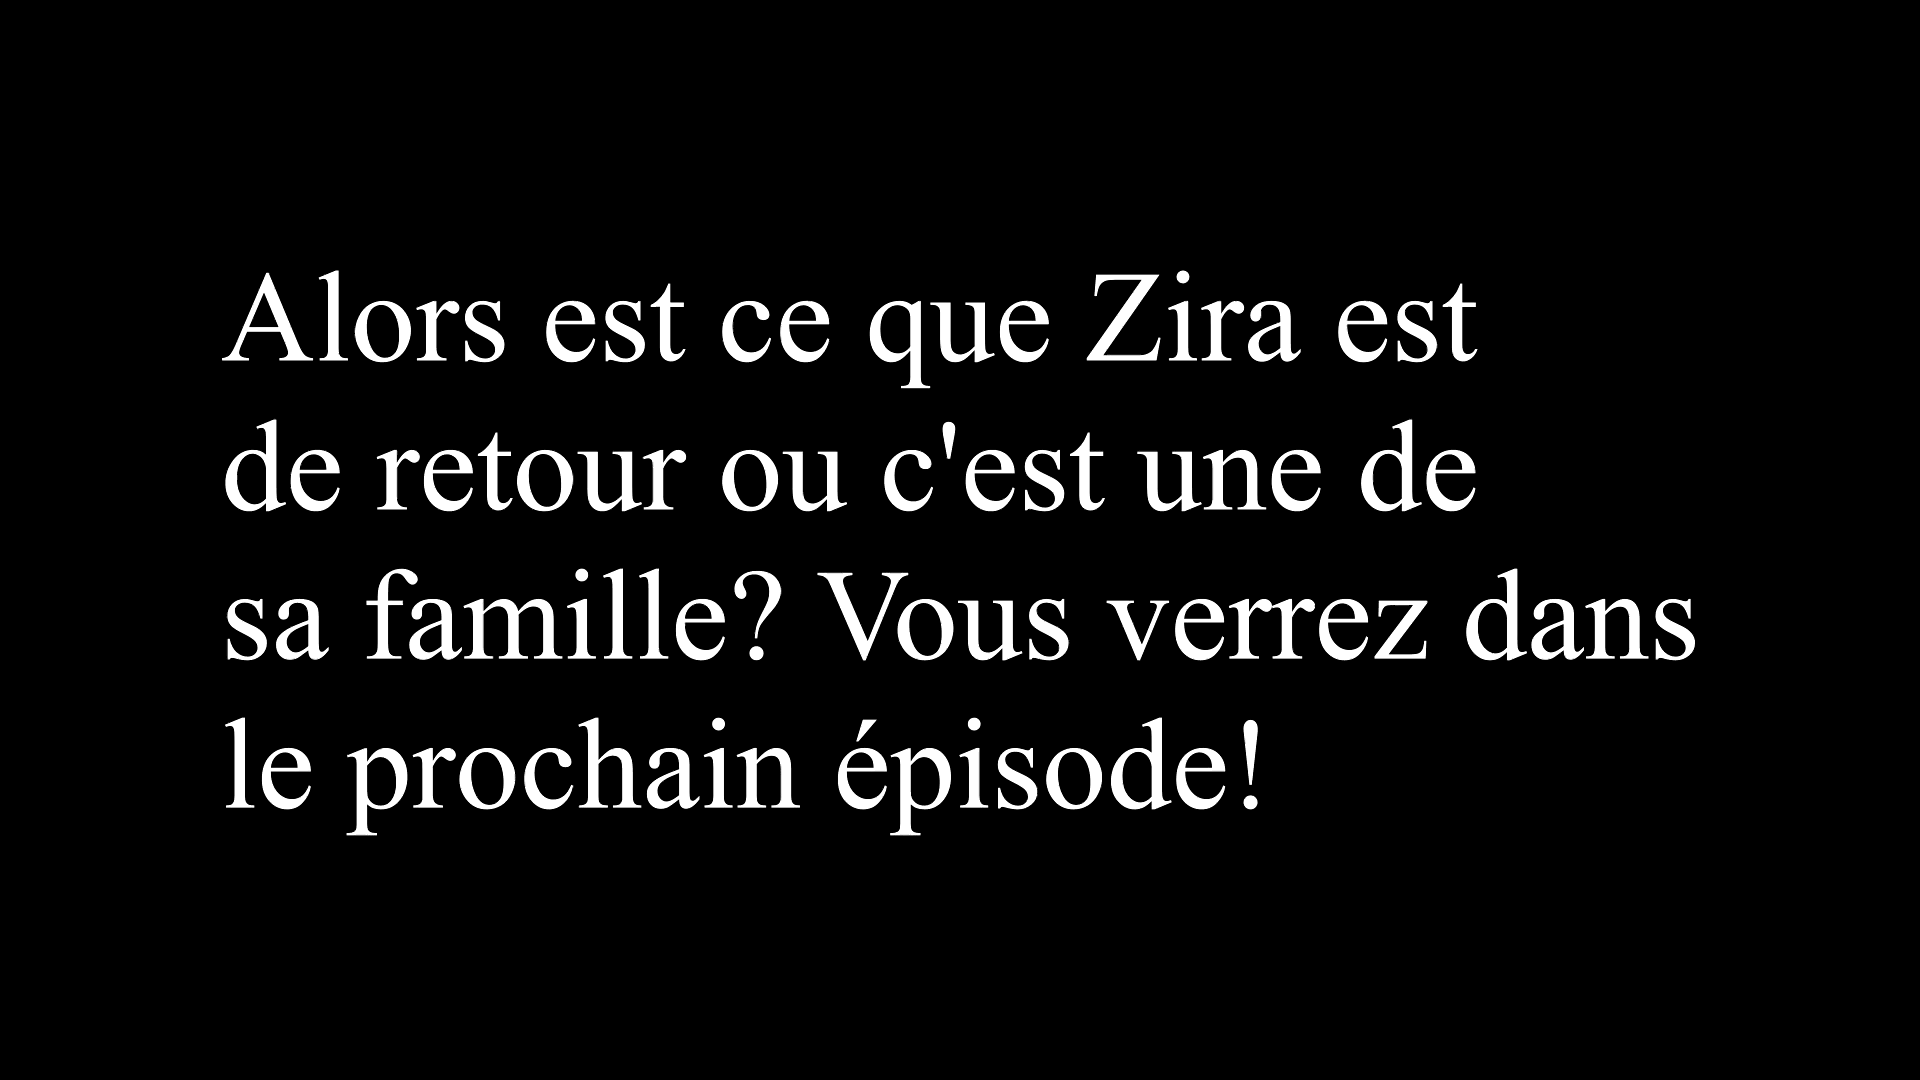 Alors est ce que Zira est
de retour ou c'est une de
sa famille? Vous verrez dans
le prochain épisode!